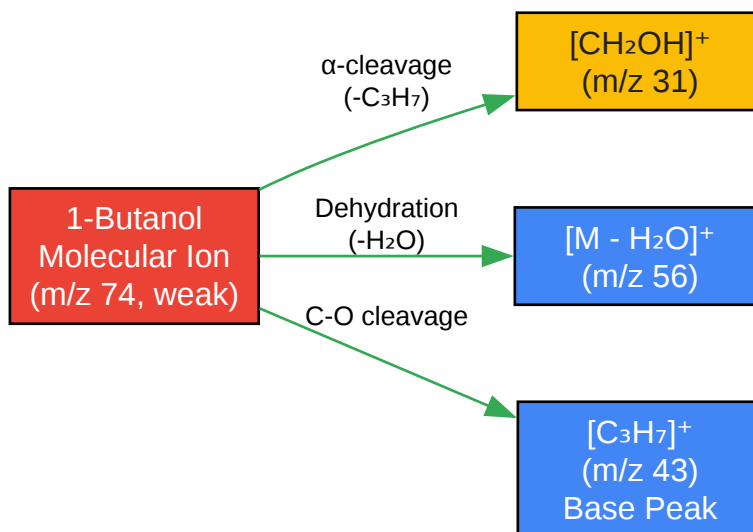 [CH₂OH]⁺
(m/z 31)
α-cleavage
(-C₃H₇)
1-Butanol
Molecular Ion
(m/z 74, weak)
Dehydration
(-H₂O)
[M - H₂O]⁺
(m/z 56)
C-O cleavage
[C₃H₇]⁺
(m/z 43)
Base Peak